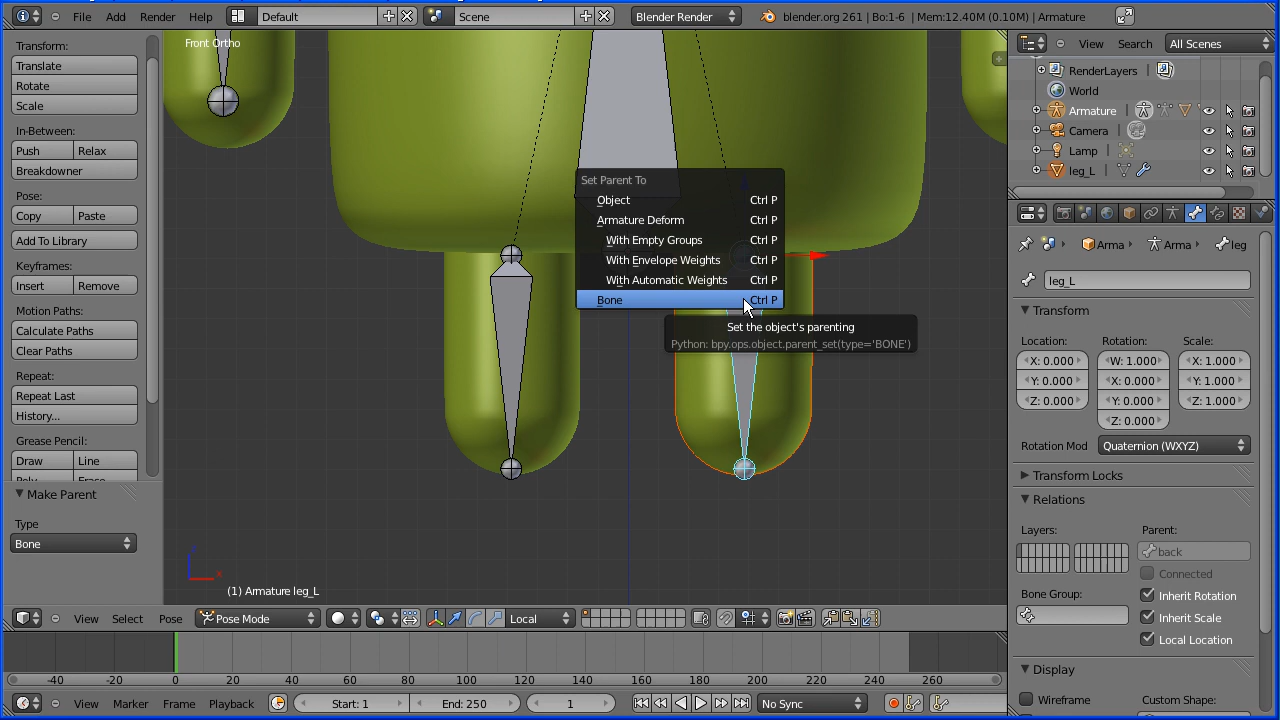 File Add Render Help Default Scene Blender Render blender.org 261 | Bo:1-6 | Mem:12.40M (0.10M) | Armature
Transform:
Translate
Rotate
Scale
In-Between:
Push Relax
Breakdowner
Pose:
Copy Paste
Add To Library
Keyframes:
Insert Remove
Motion Paths:
Calculate Paths
Clear Paths
Repeat:
Repeat Last
History...
Grease Pencil:
Draw Line
Make Parent
Type
Bone
Front Ortho
Set Parent To
Object Ctrl P
Armature Deform Ctrl P
With Empty Groups Ctrl P
With Envelope Weights Ctrl P
With Automatic Weights Ctrl P
Bone Ctrl P
Set the object's parenting
Python: bpy.ops.object.parent_set(type='BONE')
x
(1) Armature leg_L
View Select Pose Pose Mode Local
-40 -20 0 20 40 60 80 100 120 140 160 180 200 220 240 260
View Marker Frame Playback Start: 1 End: 250 1 No Sync
View Search All Scenes
RenderLayers
World
Armature
Camera
Lamp
leg_L
Arma Arma leg
leg_L
Transform
Location: Rotation: Scale:
X: 0.000 W: 1.000 X: 1.000
Y: 0.000 X: 0.000 Y: 1.000
Z: 0.000 Y: 0.000 Z: 1.000
Z: 0.000
Rotation Mod Quaternion (WXYZ)
Transform Locks
Relations
Layers: Parent:
back
Connected
Bone Group: Inherit Rotation
Inherit Scale
Local Location
Display
Wireframe Custom Shape: